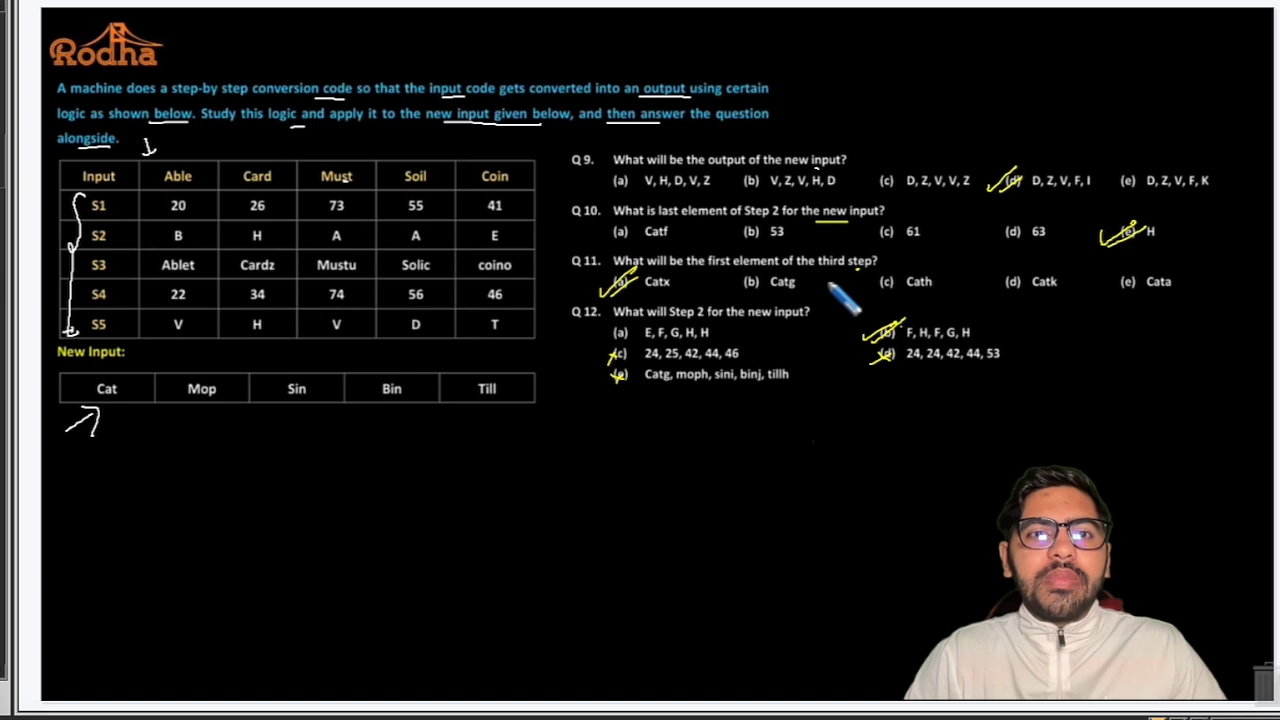 Rodha
A machine does a step-by step conversion code so that the input code gets converted into an output using certain
logic as shown below. Study this logic and apply it to the new input given below, and then answer the question
alongside.
Input Able Card Must Soil Coin
S1 20 26 73 55 41
S2 B H A A E
S3 Ablet Cardz Mustu Solic coino
S4 22 34 74 56 46
S5 V H V D T
New Input:
Cat Mop Sin Bin Till
Q 9. What will be the output of the new input?
(a) V, H, D, V, Z (b) V, Z, V, H, D (c) D, Z, V, V, Z (d) D, Z, V, F, I (e) D, Z, V, F, K
Q 10. What is last element of Step 2 for the new input?
(a) Catf (b) 53 (c) 61 (d) 63 (e) H
Q 11. What will be the first element of the third step?
(a) Catx (b) Catg (c) Cath (d) Catk (e) Cata
Q 12. What will Step 2 for the new input?
(a) E, F, G, H, H (b) F, H, F, G, H
(c) 24, 25, 42, 44, 46 (d) 24, 24, 42, 44, 53
(e) Catg, moph, sini, binj, tillh